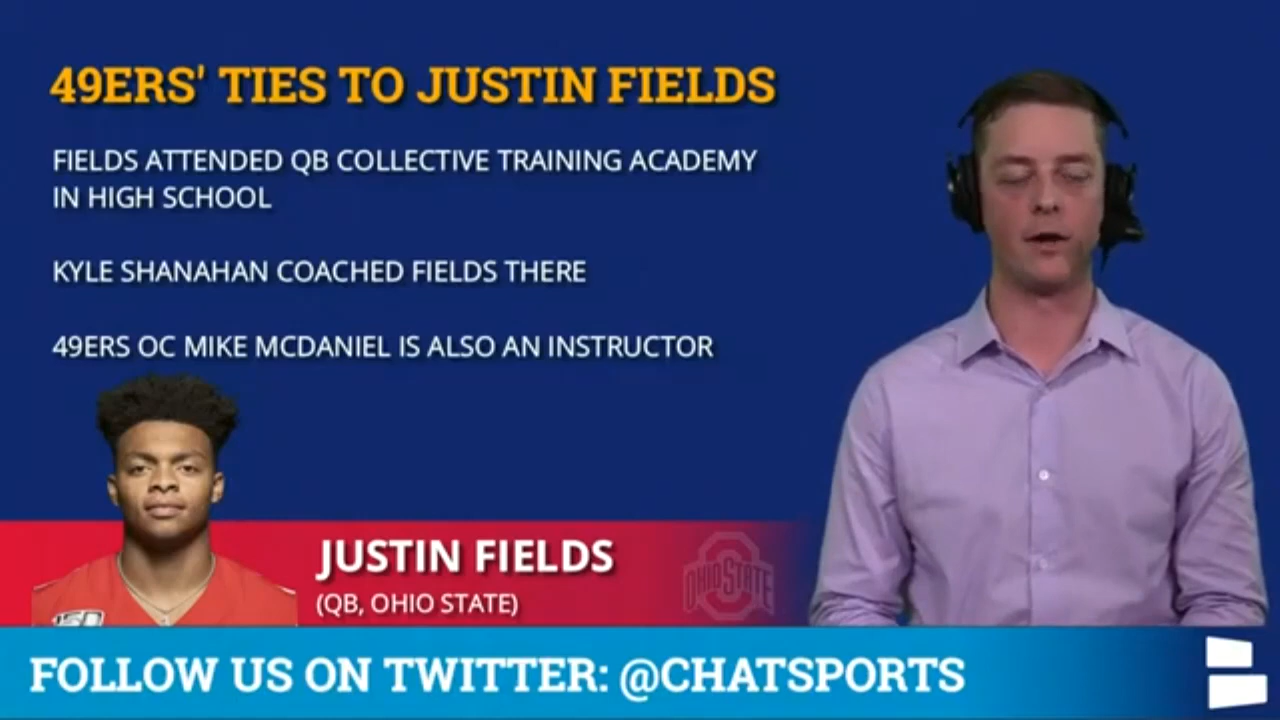 49ERS' TIES TO JUSTIN FIELDS
FIELDS ATTENDED QB COLLECTIVE TRAINING ACADEMY
IN HIGH SCHOOL
KYLE SHANAHAN COACHED FIELDS THERE
49ERS OC MIKE MCDANIEL IS ALSO AN INSTRUCTOR
JUSTIN FIELDS
(QB, OHIO STATE)
OHIO STATE
FOLLOW US ON TWITTER: @CHATSPORTS